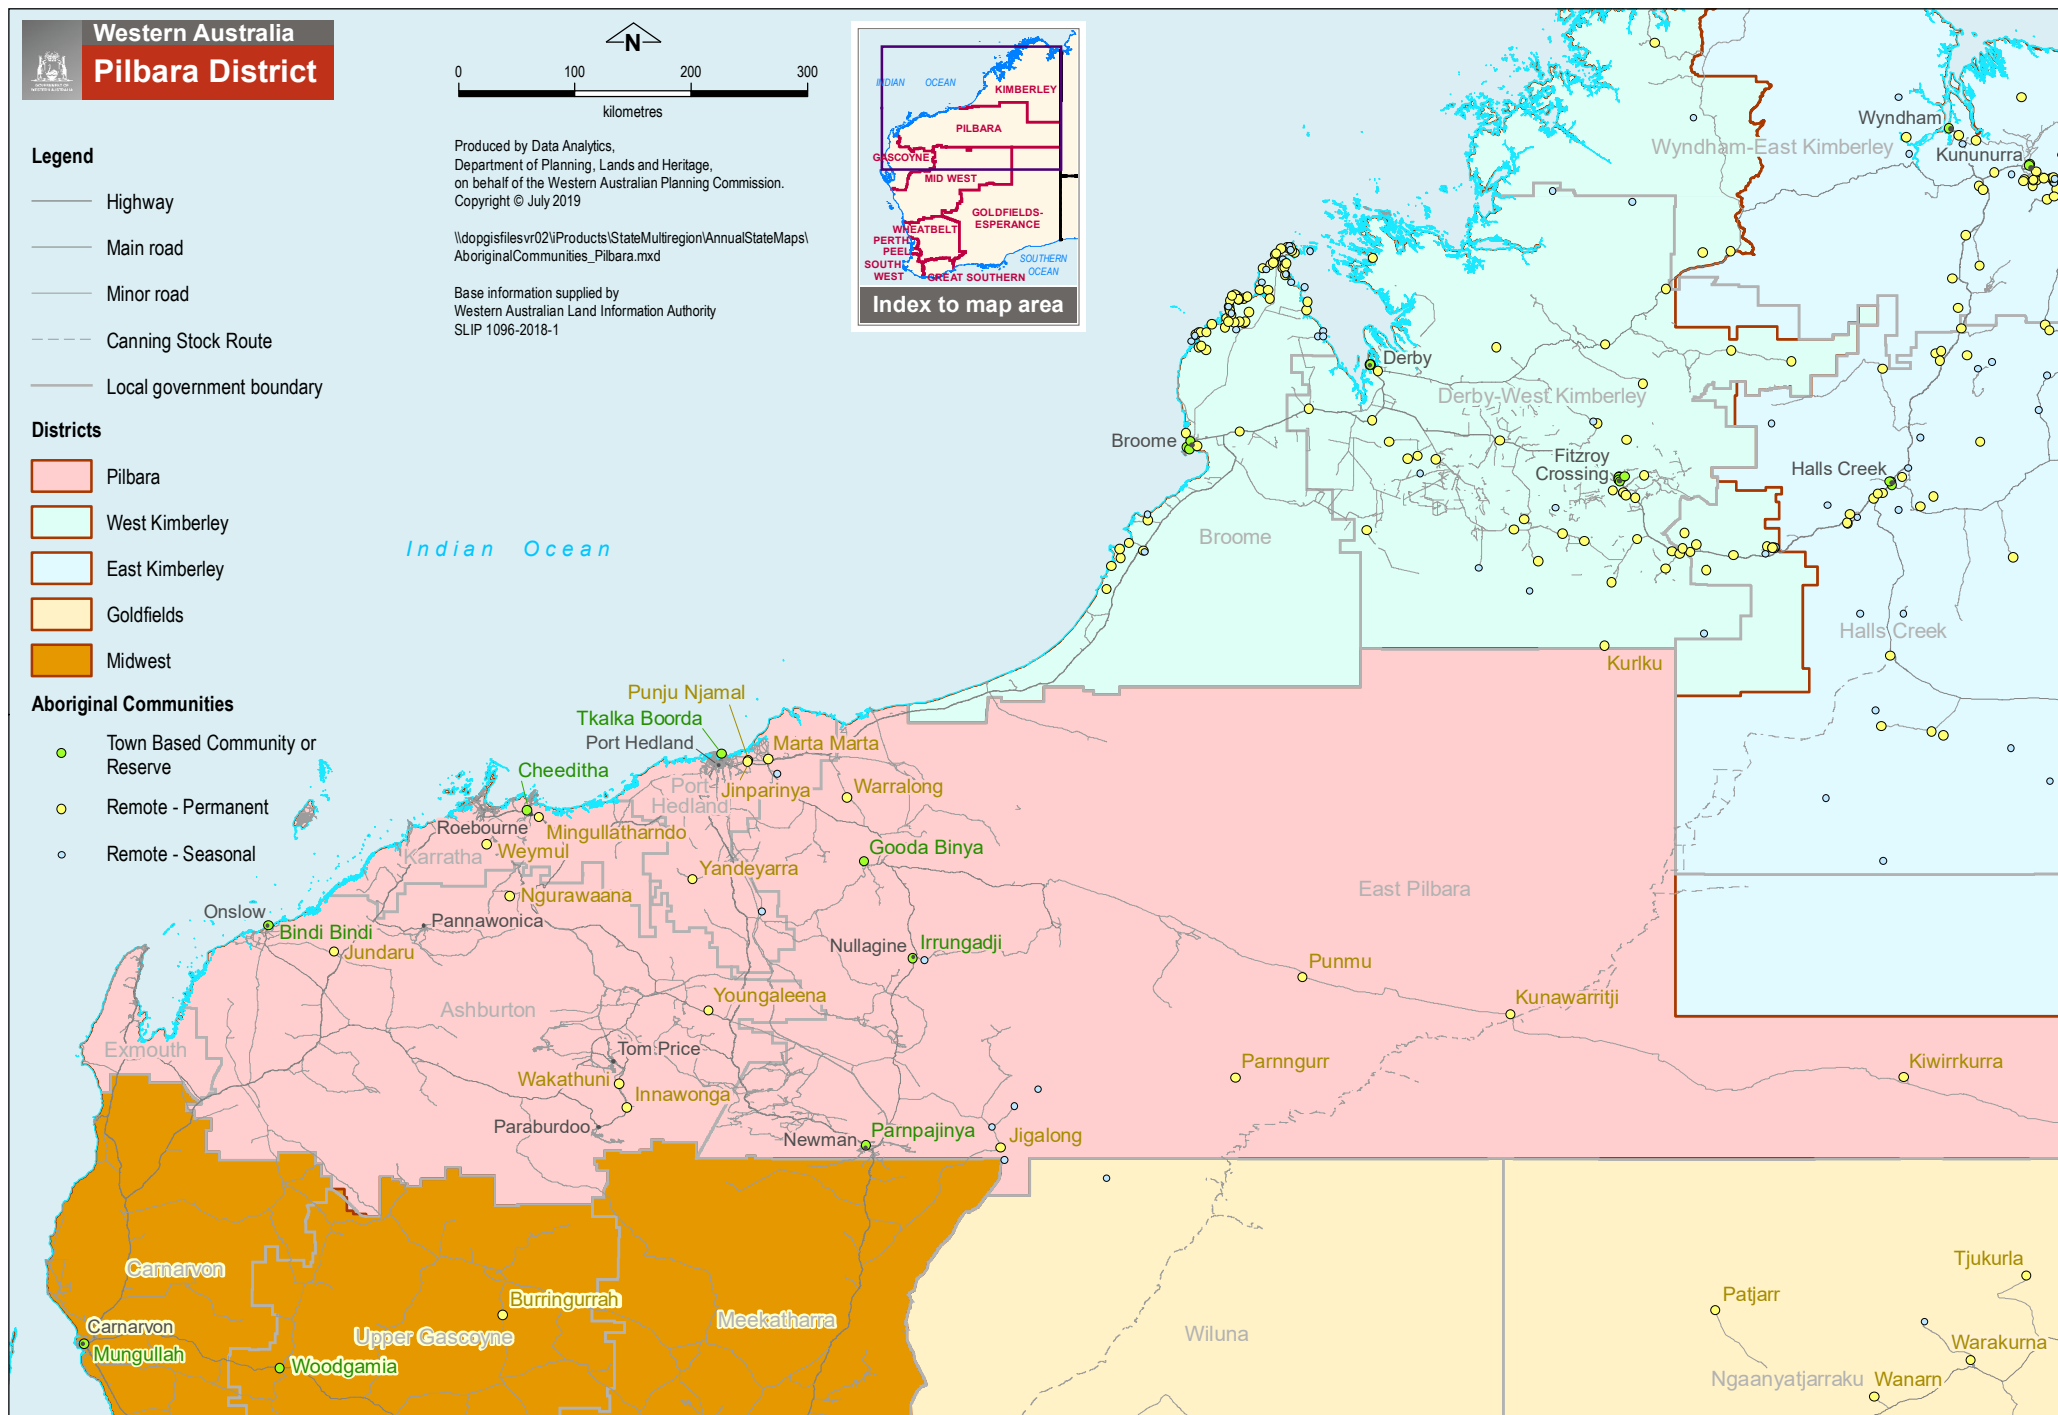 Western Australia
Pilbara District
GOVERNMENT OF
WESTERN AUSTRALIA
N
0 100 200 300
kilometres
Produced by Data Analytics,
Department of Planning, Lands and Heritage,
on behalf of the Western Australian Planning Commission.
Copyright © July 2019
\\dopgisfilesvr02\iProducts\StateMultiregion\AnnualStateMaps\
AboriginalCommunities_Pilbara.mxd
Base information supplied by
Western Australian Land Information Authority
SLIP 1096-2018-1
INDIAN OCEAN
KIMBERLEY
PILBARA
GASCOYNE
MID WEST
GOLDFIELDS-
ESPERANCE
WHEATBELT
PERTH
PEEL
SOUTH
WEST
GREAT SOUTHERN
SOUTHERN
OCEAN
Index to map area
Legend
Highway
Main road
Minor road
Canning Stock Route
Local government boundary
Districts
Pilbara
West Kimberley
East Kimberley
Goldfields
Midwest
Aboriginal Communities
Town Based Community or
Reserve
Remote - Permanent
Remote - Seasonal
Indian Ocean
Wyndham
Wyndham-East Kimberley
Kununurra
Derby
Derby-West Kimberley
Broome
Fitzroy
Crossing
Halls Creek
Broome
Halls Creek
Kurlku
Punju Njamal
Tkalka Boorda
Port Hedland
Marta Marta
Cheeditha
Port
Hedland
Jinparinya
Warralong
Roebourne
Mingullatharndo
Karratha
Weymul
Gooda Binya
Yandeyarra
Ngurawaana
East Pilbara
Onslow
Pannawonica
Bindi Bindi
Jundaru
Nullagine
Irrungadji
Punmu
Youngaleena
Kunawarritji
Ashburton
Exmouth
Tom Price
Parnngurr
Kiwirrkurra
Wakathuni
Innawonga
Paraburdoo
Newman
Parnpajinya
Jigalong
Carnarvon
Tjukurla
Burringurrah
Patjarr
Carnarvon
Upper Gascoyne
Meekatharra
Wiluna
Mungullah
Woodgamia
Warakurna
Ngaanyatjarraku
Wanarn